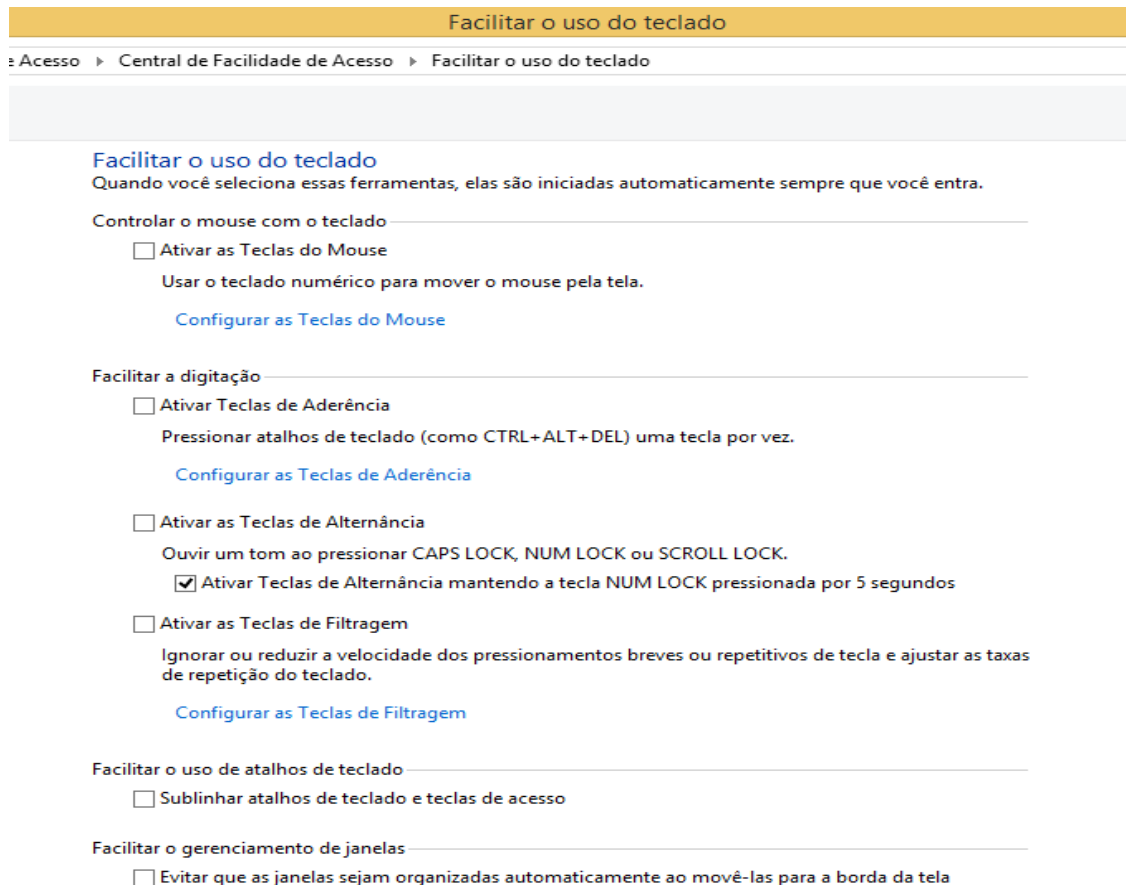 Facilitar o uso do teclado
e Acesso ▸ Central de Facilidade de Acesso ▸ Facilitar o uso do teclado
Facilitar o uso do teclado
Quando você seleciona essas ferramentas, elas são iniciadas automaticamente sempre que você entra.
Controlar o mouse com o teclado
Ativar as Teclas do Mouse
Usar o teclado numérico para mover o mouse pela tela.
Configurar as Teclas do Mouse
Facilitar a digitação
Ativar Teclas de Aderência
Pressionar atalhos de teclado (como CTRL+ALT+DEL) uma tecla por vez.
Configurar as Teclas de Aderência
Ativar as Teclas de Alternância
Ouvir um tom ao pressionar CAPS LOCK, NUM LOCK ou SCROLL LOCK.
Ativar Teclas de Alternância mantendo a tecla NUM LOCK pressionada por 5 segundos
Ativar as Teclas de Filtragem
Ignorar ou reduzir a velocidade dos pressionamentos breves ou repetitivos de tecla e ajustar as taxas
de repetição do teclado.
Configurar as Teclas de Filtragem
Facilitar o uso de atalhos de teclado
Sublinhar atalhos de teclado e teclas de acesso
Facilitar o gerenciamento de janelas
Evitar que as janelas sejam organizadas automaticamente ao movê-las para a borda da tela